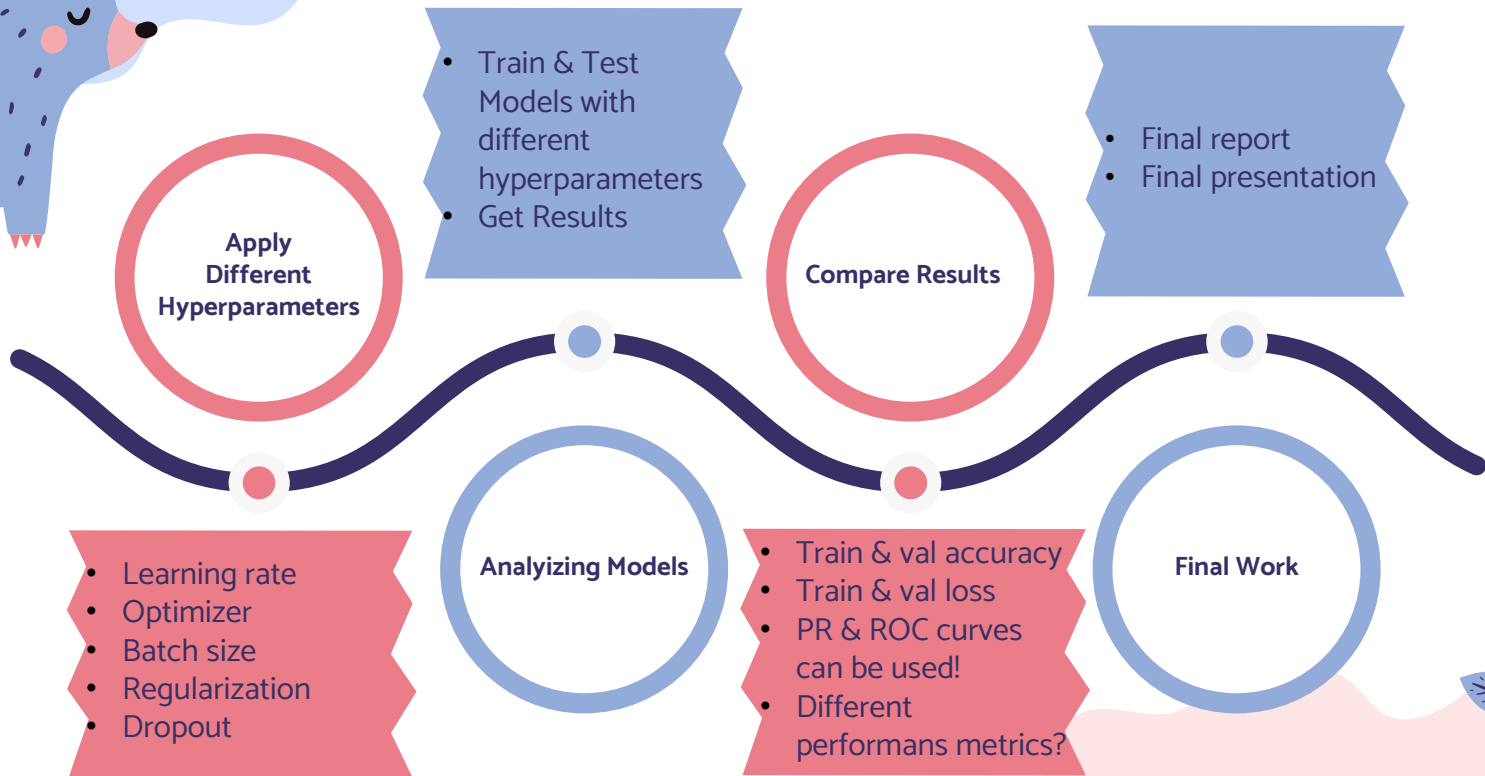 Apply
Different
Hyperparameters
• Learning rate
• Optimizer
• Batch size
• Regularization
• Dropout
• Train & Test
Models with
different
hyperparameters
• Get Results
Analyizing Models
Compare Results
• Train & val accuracy
• Train & val loss
• PR & ROC curves
can be used!
• Different
performans metrics?
• Final report
• Final presentation
Final Work